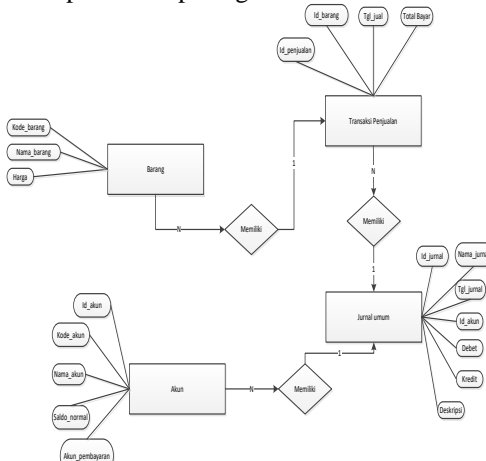 Id_barang
Tgl_jual
Total Bayar
Id_penjualan
Transaksi Penjualan
Kode_barang
Nama_barang
Harga
Barang
N
Memiliki
1
N
Memiliki
1
Id_jurnal
Tgl_jurnal
Id_akun
Debet
Kredit
Deskripsi
Jurnal umum
Id_akun
Kode_akun
Nama_akun
Saldo_normal
Akun_pembayaran
Akun
N
Memiliki
1